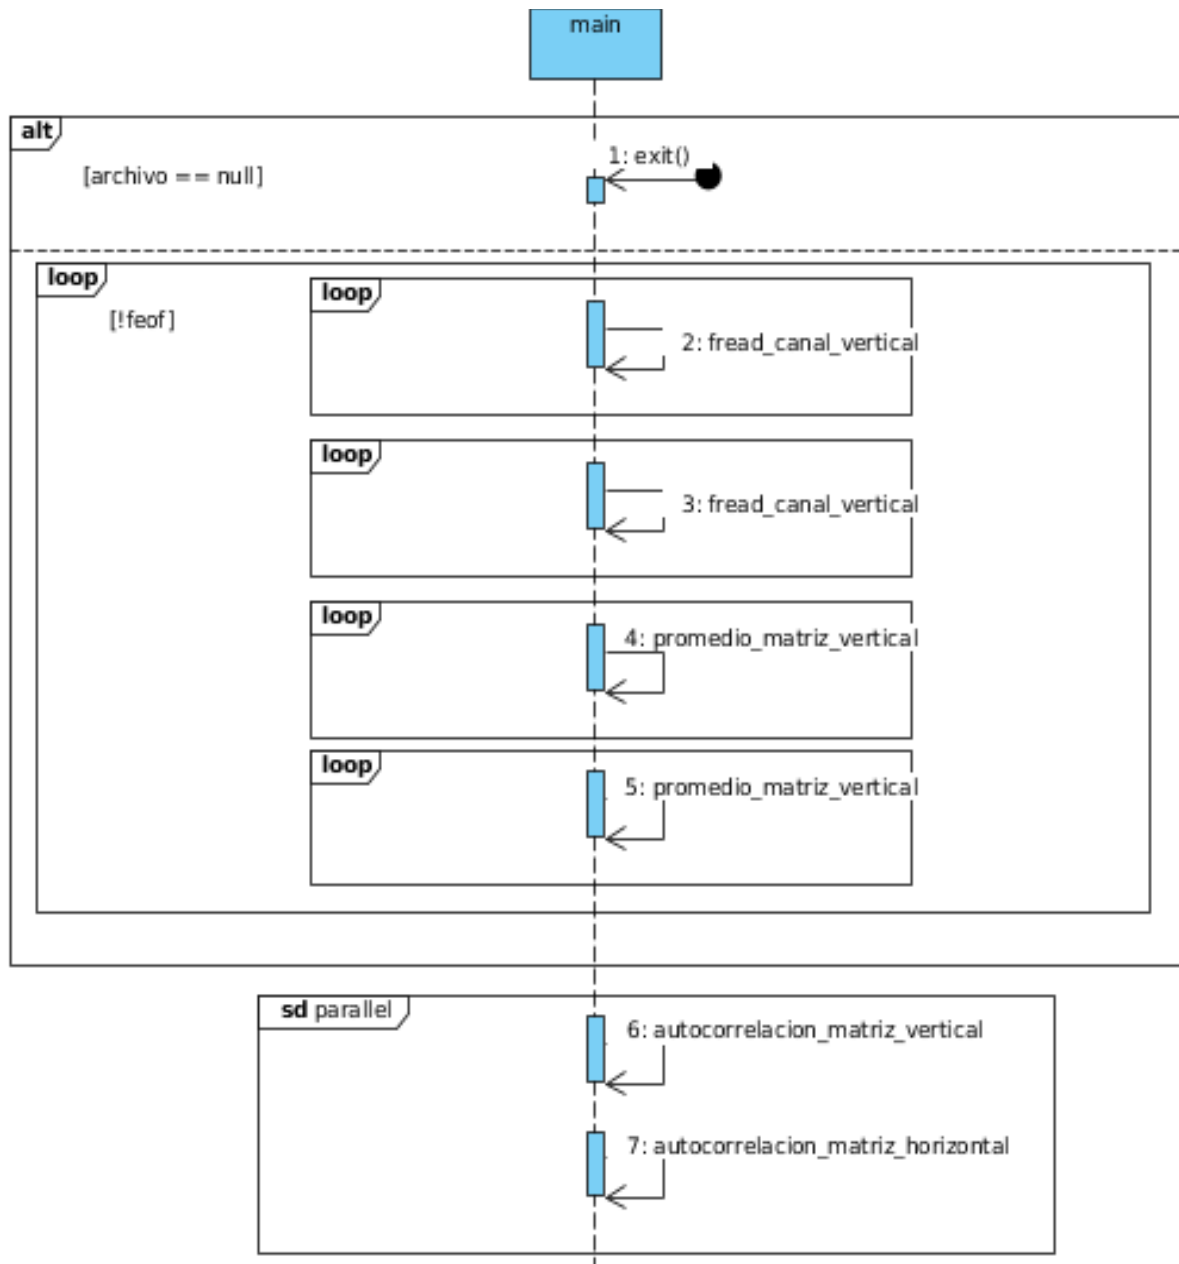 main
alt
[archivo == null]
1: exit()
loop
[!feof]
loop
2: fread_canal_vertical
loop
3: fread_canal_vertical
loop
4: promedio_matriz_vertical
loop
5: promedio_matriz_vertical
sd parallel
6: autocorrelacion_matriz_vertical
7: autocorrelacion_matriz_horizontal